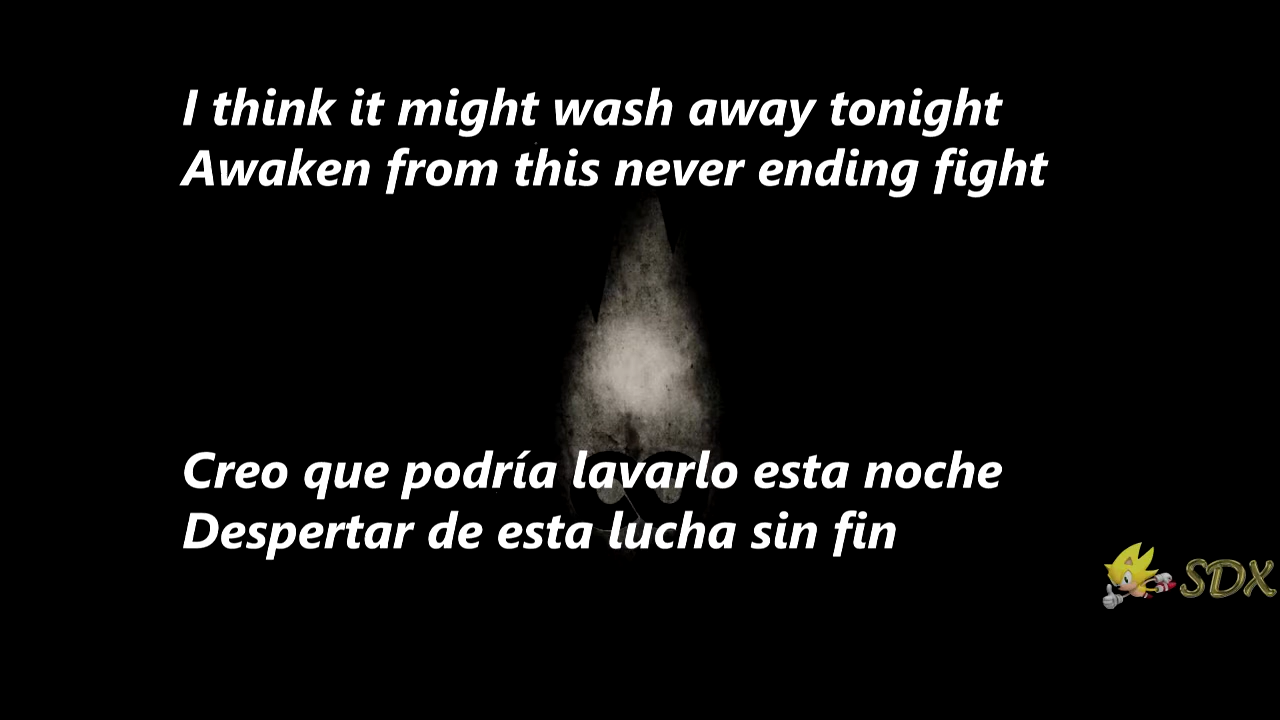 I think it might wash away tonight
Awaken from this never ending fight
Creo que podría lavarlo esta noche
Despertar de esta lucha sin fin
SDX